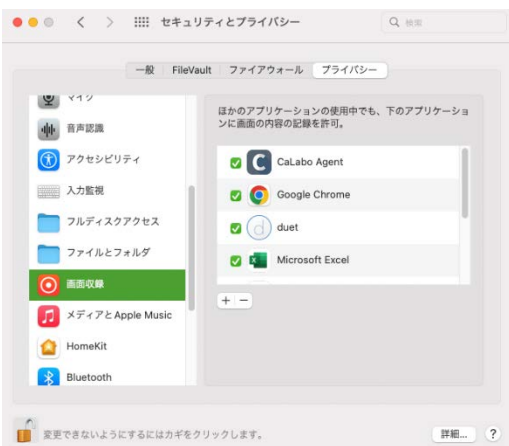 セキュリティとプライバシー
検索
一般
FileVault
ファイアウォール
プライバシー
マイク
音声認識
アクセシビリティ
入力監視
フルディスクアクセス
ファイルとフォルダ
画面収録
メディアとApple Music
HomeKit
Bluetooth
ほかのアプリケーションの使用中でも、下のアプリケーショ
ンに画面の内容の記録を許可。
CaLabo Agent
Google Chrome
duet
Microsoft Excel
変更できないようにするにはカギをクリックします。
詳細...
?